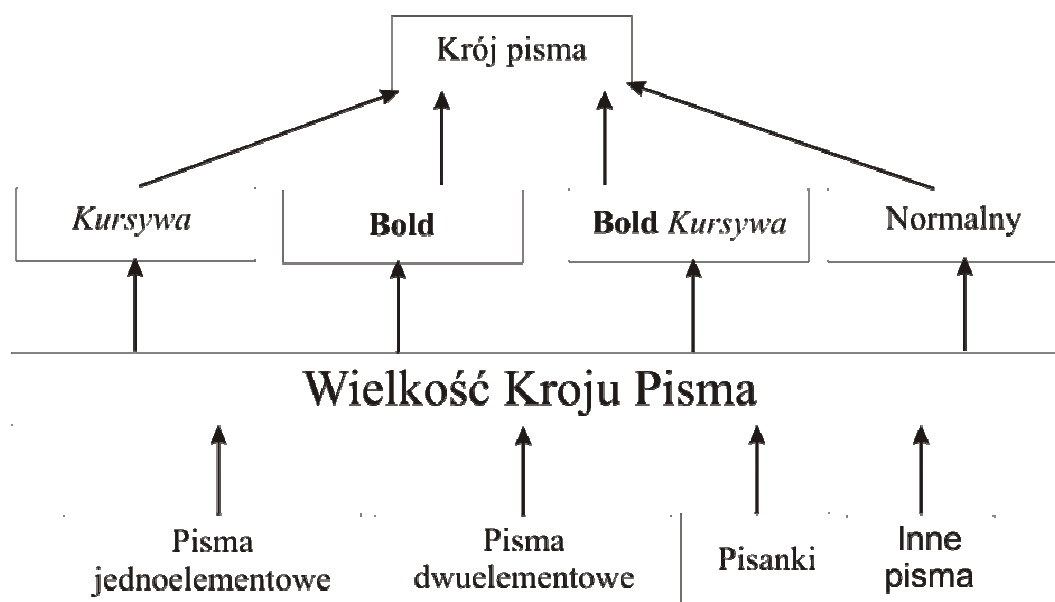 Krój pisma
Kursywa
Bold
Bold Kursywa
Normalny
Wielkość Kroju Pisma
Pisma
jednoelementowe
Pisma
dwuelementowe
Pisanki
Inne
pisma